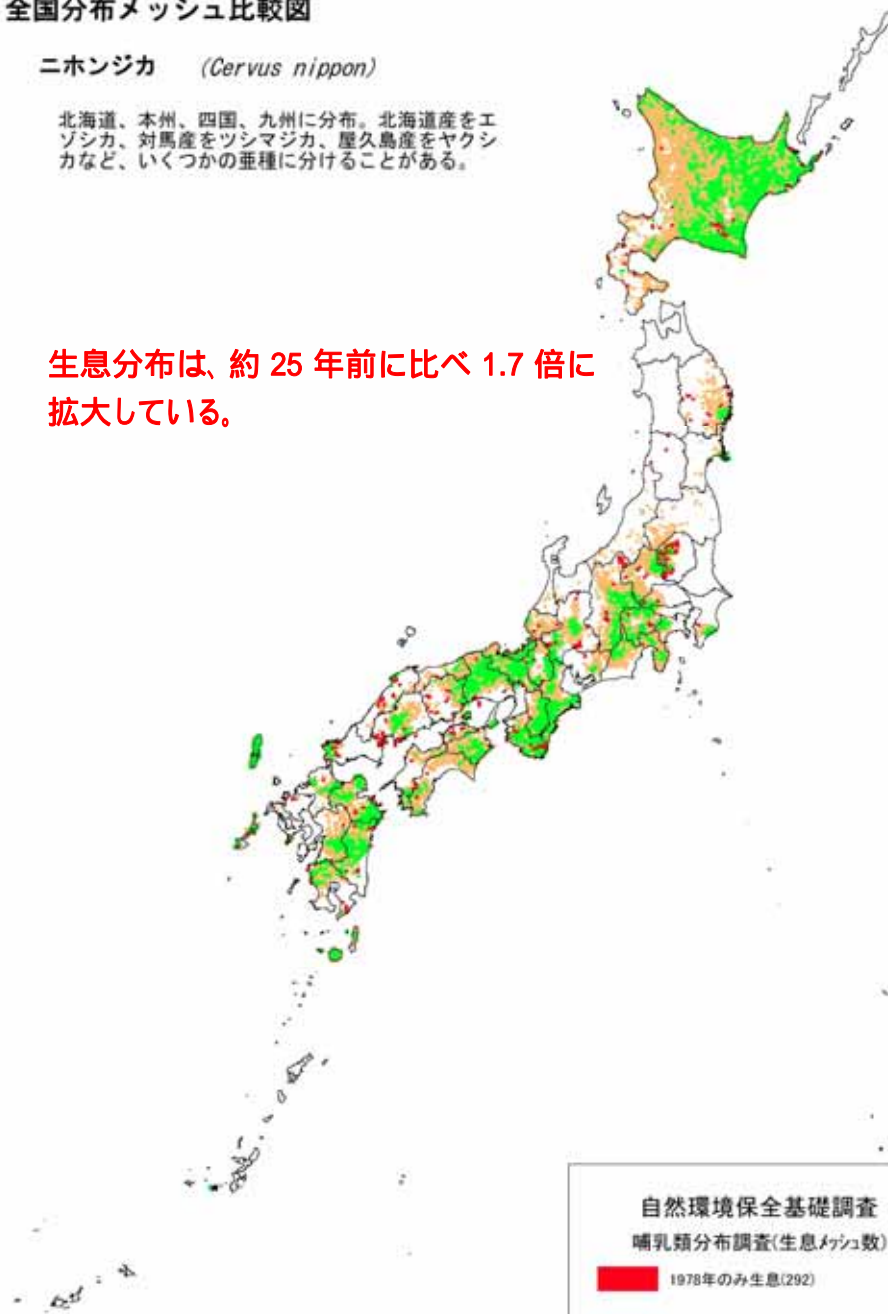 全国分布メッシュ比較図
ニホンジカ (Cervus nippon)
北海道、本州、四国、九州に分布。北海道産をエ
ゾシカ、対馬産をツシマジカ、屋久島産をヤクシ
カなど、いくつかの亜種に分けることがある。
生息分布は、約 25 年前に比べ 1.7 倍に
拡大している。
自然環境保全基礎調査
哺乳類分布調査(生息メッシュ数)
1978年のみ生息(292)